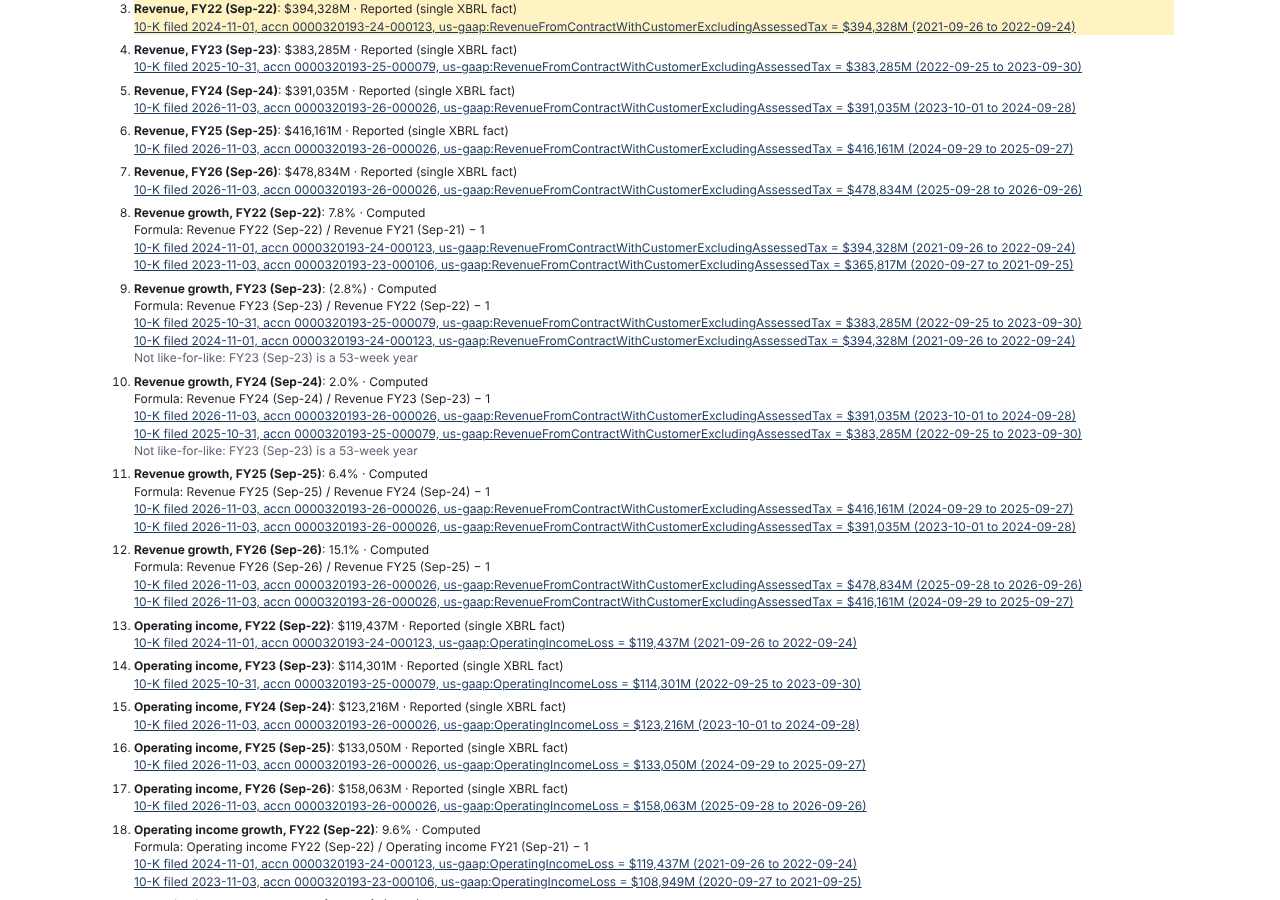 3. Revenue, FY22 (Sep-22): $394,328M · Reported (single XBRL fact)
10-K filed 2024-11-01, accn 0000320193-24-000123, us-gaap:RevenueFromContractWithCustomerExcludingAssessedTax = $394,328M (2021-09-26 to 2022-09-24)
4. Revenue, FY23 (Sep-23): $383,285M · Reported (single XBRL fact)
10-K filed 2025-10-31, accn 0000320193-25-000079, us-gaap:RevenueFromContractWithCustomerExcludingAssessedTax = $383,285M (2022-09-25 to 2023-09-30)
5. Revenue, FY24 (Sep-24): $391,035M · Reported (single XBRL fact)
10-K filed 2026-11-03, accn 0000320193-26-000026, us-gaap:RevenueFromContractWithCustomerExcludingAssessedTax = $391,035M (2023-10-01 to 2024-09-28)
6. Revenue, FY25 (Sep-25): $416,161M · Reported (single XBRL fact)
10-K filed 2026-11-03, accn 0000320193-26-000026, us-gaap:RevenueFromContractWithCustomerExcludingAssessedTax = $416,161M (2024-09-29 to 2025-09-27)
7. Revenue, FY26 (Sep-26): $478,834M · Reported (single XBRL fact)
10-K filed 2026-11-03, accn 0000320193-26-000026, us-gaap:RevenueFromContractWithCustomerExcludingAssessedTax = $478,834M (2025-09-28 to 2026-09-26)
8. Revenue growth, FY22 (Sep-22): 7.8% · Computed
Formula: Revenue FY22 (Sep-22) / Revenue FY21 (Sep-21) − 1
10-K filed 2024-11-01, accn 0000320193-24-000123, us-gaap:RevenueFromContractWithCustomerExcludingAssessedTax = $394,328M (2021-09-26 to 2022-09-24)
10-K filed 2023-11-03, accn 0000320193-23-000106, us-gaap:RevenueFromContractWithCustomerExcludingAssessedTax = $365,817M (2020-09-27 to 2021-09-25)
9. Revenue growth, FY23 (Sep-23): (2.8%) · Computed
Formula: Revenue FY23 (Sep-23) / Revenue FY22 (Sep-22) − 1
10-K filed 2025-10-31, accn 0000320193-25-000079, us-gaap:RevenueFromContractWithCustomerExcludingAssessedTax = $383,285M (2022-09-25 to 2023-09-30)
10-K filed 2024-11-01, accn 0000320193-24-000123, us-gaap:RevenueFromContractWithCustomerExcludingAssessedTax = $394,328M (2021-09-26 to 2022-09-24)
Not like-for-like: FY23 (Sep-23) is a 53-week year
10. Revenue growth, FY24 (Sep-24): 2.0% · Computed
Formula: Revenue FY24 (Sep-24) / Revenue FY23 (Sep-23) − 1
10-K filed 2026-11-03, accn 0000320193-26-000026, us-gaap:RevenueFromContractWithCustomerExcludingAssessedTax = $391,035M (2023-10-01 to 2024-09-28)
10-K filed 2025-10-31, accn 0000320193-25-000079, us-gaap:RevenueFromContractWithCustomerExcludingAssessedTax = $383,285M (2022-09-25 to 2023-09-30)
Not like-for-like: FY23 (Sep-23) is a 53-week year
11. Revenue growth, FY25 (Sep-25): 6.4% · Computed
Formula: Revenue FY25 (Sep-25) / Revenue FY24 (Sep-24) − 1
10-K filed 2026-11-03, accn 0000320193-26-000026, us-gaap:RevenueFromContractWithCustomerExcludingAssessedTax = $416,161M (2024-09-29 to 2025-09-27)
10-K filed 2026-11-03, accn 0000320193-26-000026, us-gaap:RevenueFromContractWithCustomerExcludingAssessedTax = $391,035M (2023-10-01 to 2024-09-28)
12. Revenue growth, FY26 (Sep-26): 15.1% · Computed
Formula: Revenue FY26 (Sep-26) / Revenue FY25 (Sep-25) − 1
10-K filed 2026-11-03, accn 0000320193-26-000026, us-gaap:RevenueFromContractWithCustomerExcludingAssessedTax = $478,834M (2025-09-28 to 2026-09-26)
10-K filed 2026-11-03, accn 0000320193-26-000026, us-gaap:RevenueFromContractWithCustomerExcludingAssessedTax = $416,161M (2024-09-29 to 2025-09-27)
13. Operating income, FY22 (Sep-22): $119,437M · Reported (single XBRL fact)
10-K filed 2024-11-01, accn 0000320193-24-000123, us-gaap:OperatingIncomeLoss = $119,437M (2021-09-26 to 2022-09-24)
14. Operating income, FY23 (Sep-23): $114,301M · Reported (single XBRL fact)
10-K filed 2025-10-31, accn 0000320193-25-000079, us-gaap:OperatingIncomeLoss = $114,301M (2022-09-25 to 2023-09-30)
15. Operating income, FY24 (Sep-24): $123,216M · Reported (single XBRL fact)
10-K filed 2026-11-03, accn 0000320193-26-000026, us-gaap:OperatingIncomeLoss = $123,216M (2023-10-01 to 2024-09-28)
16. Operating income, FY25 (Sep-25): $133,050M · Reported (single XBRL fact)
10-K filed 2026-11-03, accn 0000320193-26-000026, us-gaap:OperatingIncomeLoss = $133,050M (2024-09-29 to 2025-09-27)
17. Operating income, FY26 (Sep-26): $158,063M · Reported (single XBRL fact)
10-K filed 2026-11-03, accn 0000320193-26-000026, us-gaap:OperatingIncomeLoss = $158,063M (2025-09-28 to 2026-09-26)
18. Operating income growth, FY22 (Sep-22): 9.6% · Computed
Formula: Operating income FY22 (Sep-22) / Operating income FY21 (Sep-21) − 1
10-K filed 2024-11-01, accn 0000320193-24-000123, us-gaap:OperatingIncomeLoss = $119,437M (2021-09-26 to 2022-09-24)
10-K filed 2023-11-03, accn 0000320193-23-000106, us-gaap:OperatingIncomeLoss = $108,949M (2020-09-27 to 2021-09-25)